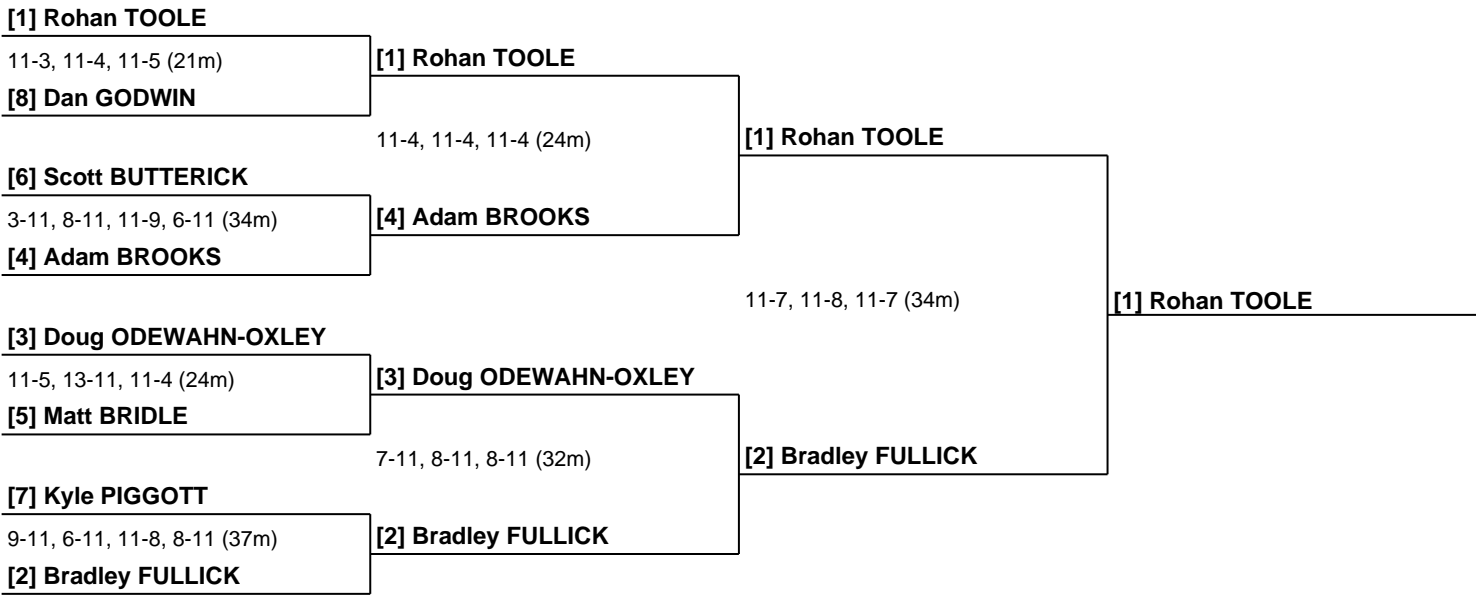 [1] Rohan TOOLE
11-3, 11-4, 11-5 (21m)
[8] Dan GODWIN
[1] Rohan TOOLE
11-4, 11-4, 11-4 (24m)
[1] Rohan TOOLE
[6] Scott BUTTERICK
3-11, 8-11, 11-9, 6-11 (34m)
[4] Adam BROOKS
[4] Adam BROOKS
11-7, 11-8, 11-7 (34m)
[1] Rohan TOOLE
[3] Doug ODEWAHN-OXLEY
11-5, 13-11, 11-4 (24m)
[5] Matt BRIDLE
[3] Doug ODEWAHN-OXLEY
7-11, 8-11, 8-11 (32m)
[2] Bradley FULLICK
[7] Kyle PIGGOTT
9-11, 6-11, 11-8, 8-11 (37m)
[2] Bradley FULLICK
[2] Bradley FULLICK